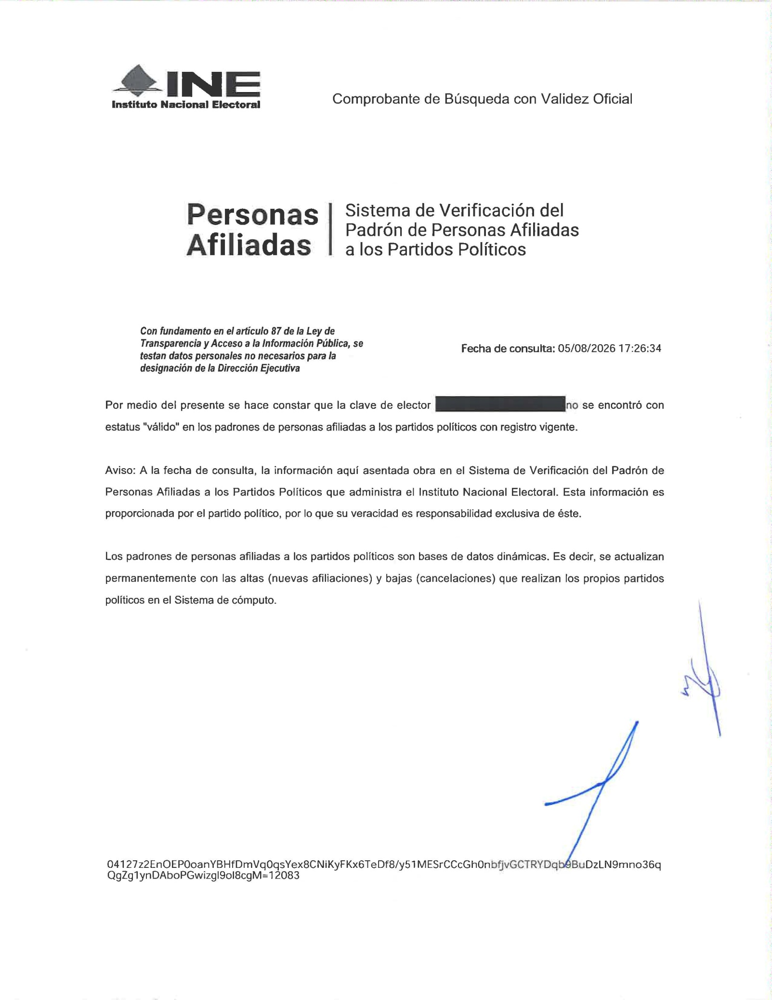 INE
Instituto Nacional Electoral
Comprobante de Búsqueda con Validez Oficial
Personas
Afiliadas
Sistema de Verificación del
Padrón de Personas Afiliadas
a los Partidos Políticos
Con fundamento en el artículo 87 de la Ley de
Transparencia y Acceso a la Información Pública, se
testan datos personales no necesarios para la
designación de la Dirección Ejecutiva
Fecha de consulta: 05/08/2026 17:26:34
Por medio del presente se hace constar que la clave de elector no se encontró con
estatus "válido" en los padrones de personas afiliadas a los partidos políticos con registro vigente.
Aviso: A la fecha de consulta, la información aquí asentada obra en el Sistema de Verificación del Padrón de
Personas Afiliadas a los Partidos Políticos que administra el Instituto Nacional Electoral. Esta información es
proporcionada por el partido político, por lo que su veracidad es responsabilidad exclusiva de éste.
Los padrones de personas afiliadas a los partidos políticos son bases de datos dinámicas. Es decir, se actualizan
permanentemente con las altas (nuevas afiliaciones) y bajas (cancelaciones) que realizan los propios partidos
políticos en el Sistema de cómputo.
04127z2EnOEP0oanYBHfDmVq0qsYex8CNiKyFKx6TeDf8/y51MESrCCcGh0nbfjvGCTRYDqb9BuDzLN9mno36q
QgZg1ynDAboPGwizgl9ol8cgM=12083